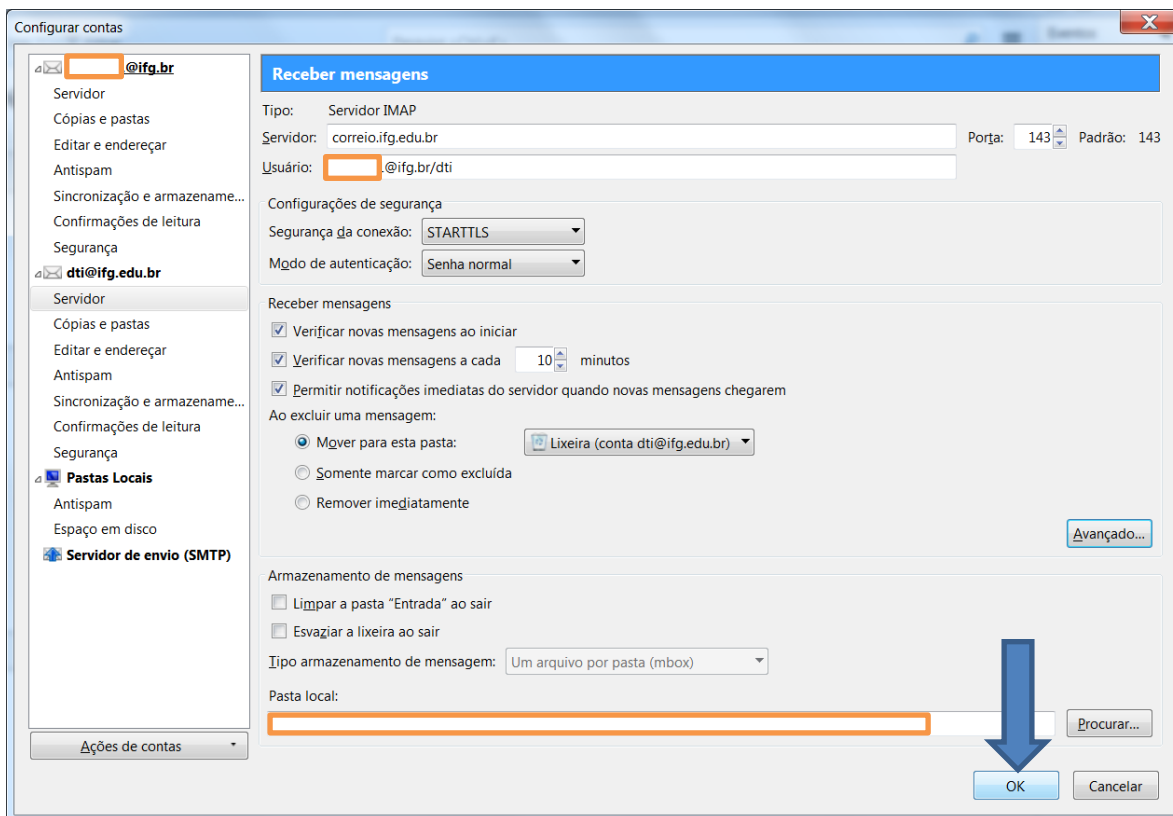 Configurar contas
@ifg.br
Servidor
Cópias e pastas
Editar e endereçar
Antispam
Sincronização e armazename...
Confirmações de leitura
Segurança
dti@ifg.edu.br
Servidor
Cópias e pastas
Editar e endereçar
Antispam
Sincronização e armazename...
Confirmações de leitura
Segurança
Pastas Locais
Antispam
Espaço em disco
Servidor de envio (SMTP)
Ações de contas
Receber mensagens
Tipo: Servidor IMAP
Servidor: correio.ifg.edu.br Porta: 143 Padrão: 143
Usuário: .@ifg.br/dti
Configurações de segurança
Segurança da conexão: STARTTLS
Modo de autenticação: Senha normal
Receber mensagens
Verificar novas mensagens ao iniciar
Verificar novas mensagens a cada 10 minutos
Permitir notificações imediatas do servidor quando novas mensagens chegarem
Ao excluir uma mensagem:
Mover para esta pasta: Lixeira (conta dti@ifg.edu.br)
Somente marcar como excluída
Remover imediatamente
Avançado...
Armazenamento de mensagens
Limpar a pasta “Entrada” ao sair
Esvaziar a lixeira ao sair
Tipo armazenamento de mensagem: Um arquivo por pasta (mbox)
Pasta local:
Procurar...
OK Cancelar